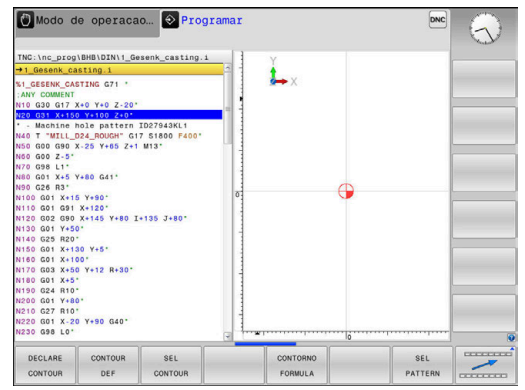 Modo de operacao...
Programar
DNC
TNC:\nc_prog\BHB\DIN\1_Gesenk_casting.i
→1_Gesenk_casting.i
%1_GESENK_CASTING G71 *
;ANY COMMENT
N10 G30 G17 X+0 Y+0 Z-20*
N20 G31 X+150 Y+100 Z+0*
* - Machine hole pattern ID27943KL1
N40 T "MILL_D24_ROUGH" G17 S1800 F400*
N50 G00 G90 X-25 Y+65 Z+1 M13*
N60 G00 Z-5*
N70 G98 L1*
N80 G01 X+5 Y+80 G41*
N90 G26 R3*
N100 G01 X+15 Y+90*
N110 G01 G91 X+120*
N120 G02 G90 X+145 Y+80 I+135 J+80*
N130 G01 Y+50*
N140 G25 R20*
N150 G01 X+130 Y+5*
N160 G01 X+100*
N170 G03 X+50 Y+12 R+30*
N180 G01 X+5*
N190 G24 R10*
N200 G01 Y+80*
N210 G27 R10*
N220 G01 X-20 Y+90 G40*
N230 G98 L0*
Y
X
0
0
DECLARE CONTOUR
CONTOUR DEF
SEL CONTOUR
CONTORNO FORMULA
SEL PATTERN